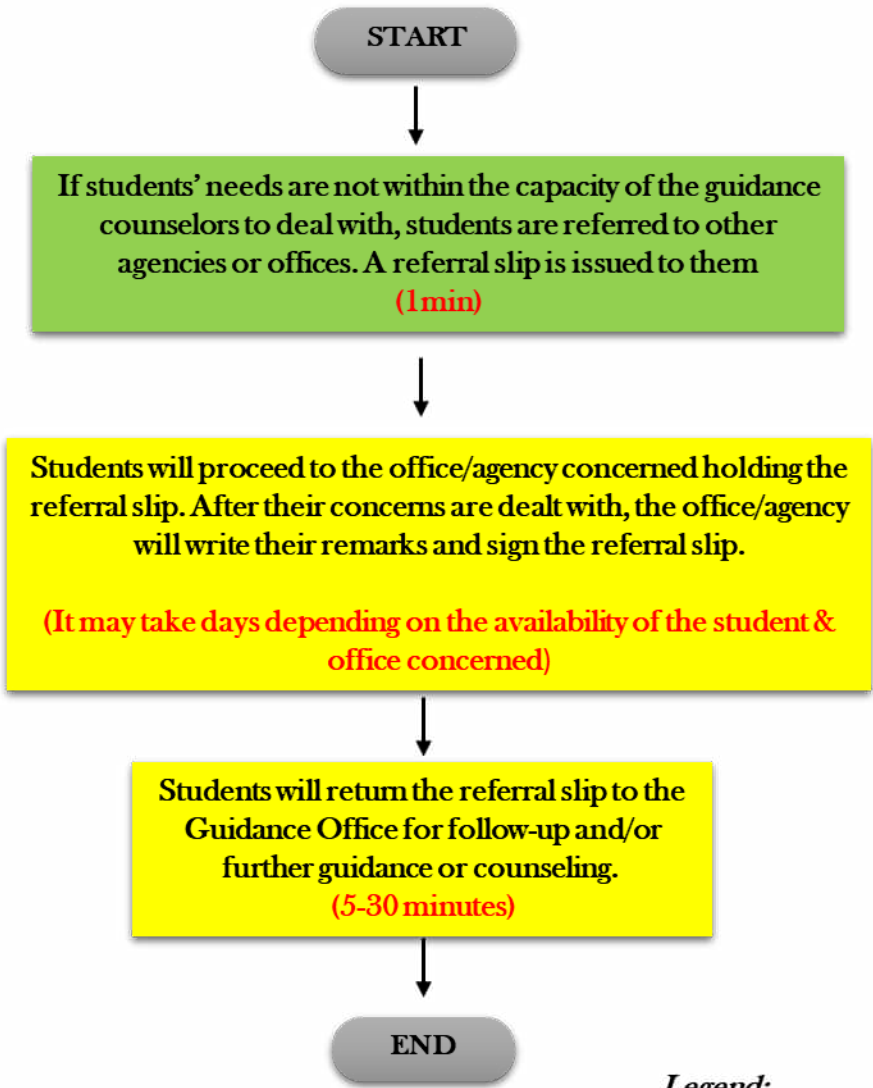 START
If students’ needs are not within the capacity of the guidance
counselors to deal with, students are referred to other
agencies or offices. A referral slip is issued to them
(1min)
Students will proceed to the office/agency concerned holding the
referral slip. After their concerns are dealt with, the office/agency
will write their remarks and sign the referral slip.
(It may take days depending on the availability of the student &
office concerned)
Students will return the referral slip to the
Guidance Office for follow-up and/or
further guidance or counseling.
(5-30 minutes)
END
Legend: